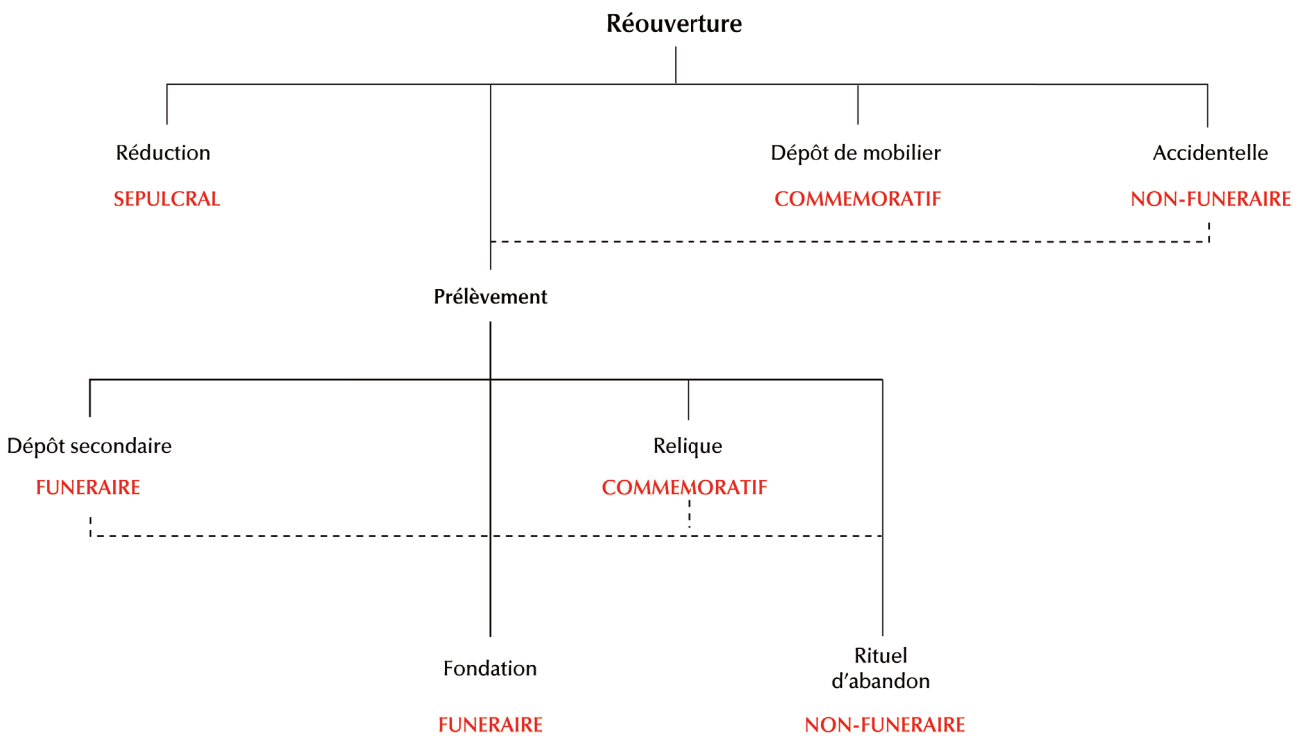 Réouverture
Réduction
Dépôt de mobilier
Accidentelle
SEPULCRAL
COMMEMORATIF
NON-FUNERAIRE
Prélèvement
Dépôt secondaire
Relique
FUNERAIRE
COMMEMORATIF
Fondation
Rituel
d'abandon
FUNERAIRE
NON-FUNERAIRE